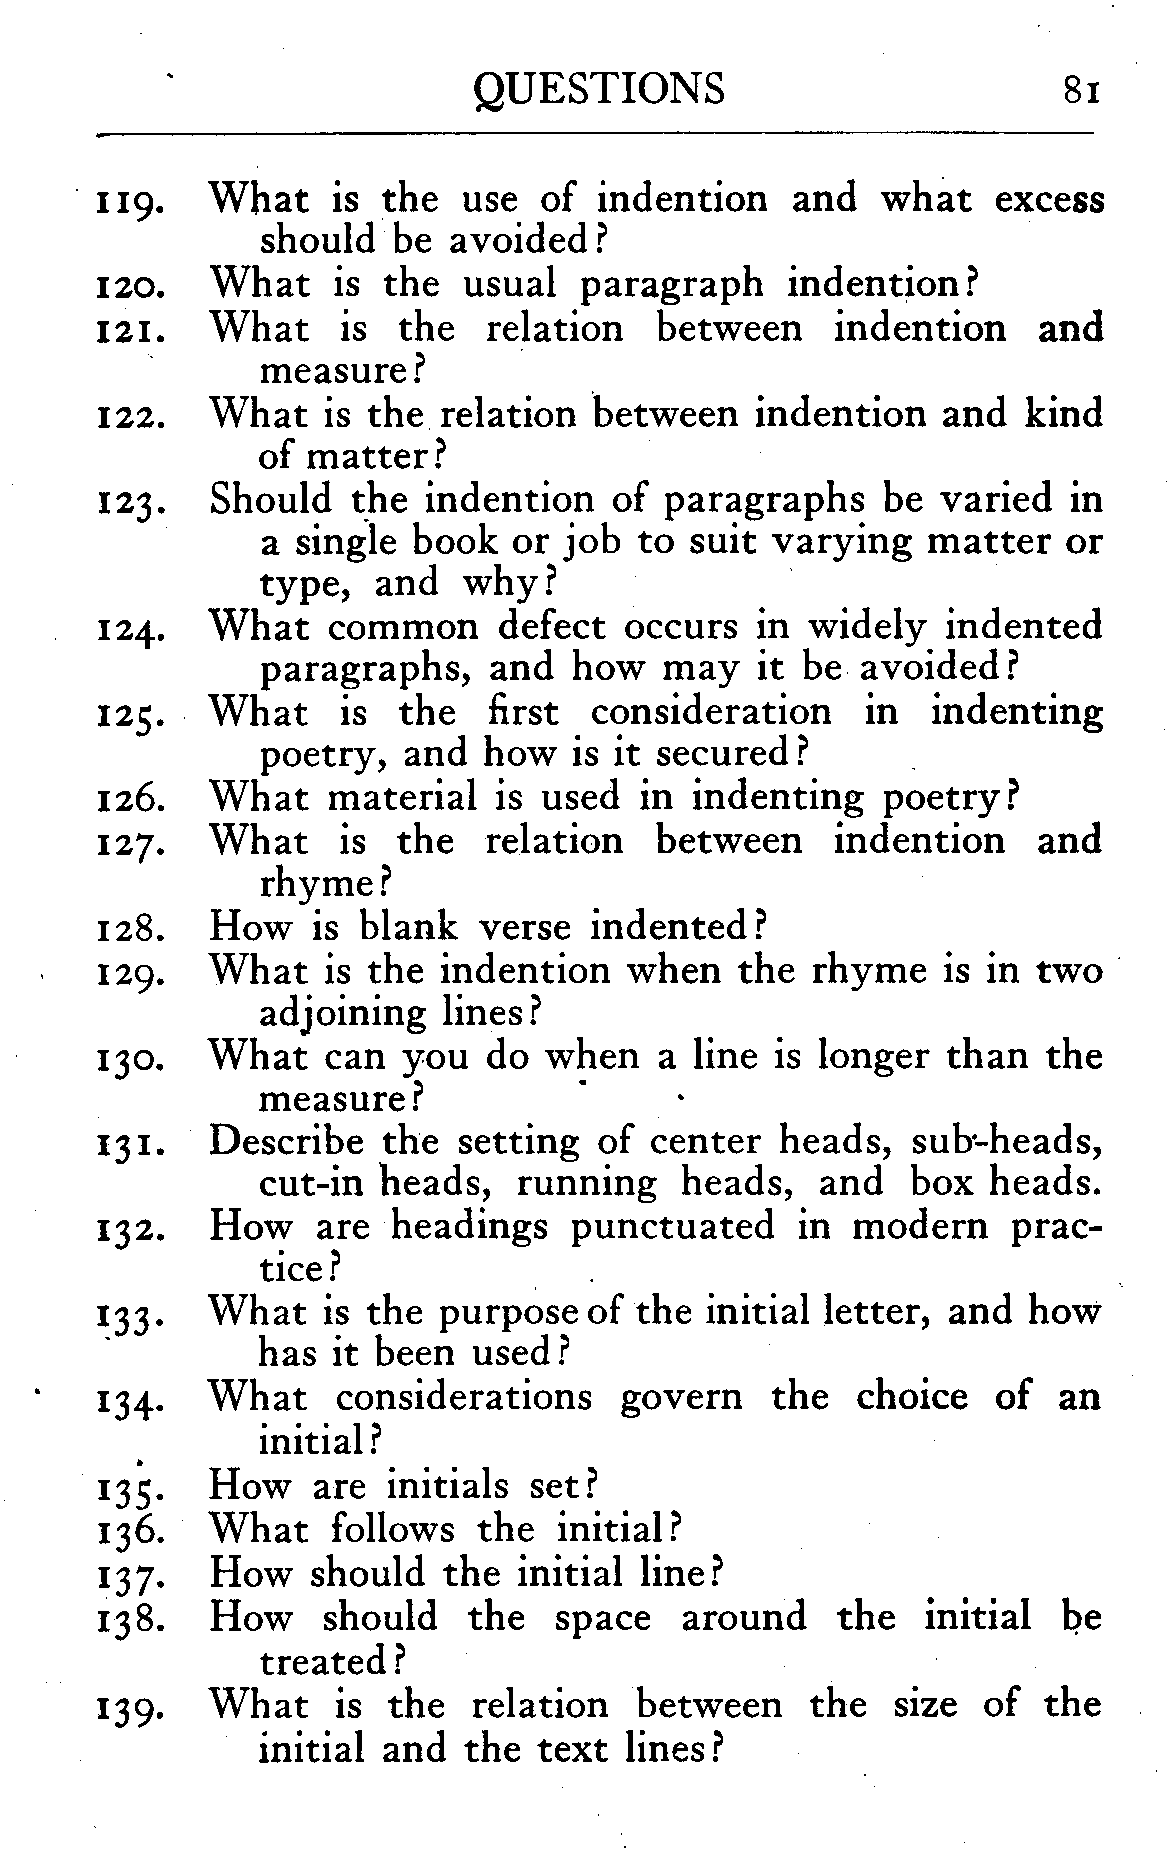 QUESTIONS 81
119. What is the use of indention and what excess
should be avoided?
120. What is the usual paragraph indention?
121. What is the relation between indention and
measure?
122. What is the relation between indention and kind
of matter?
123. Should the indention of paragraphs be varied in
a single book or job to suit varying matter or
type, and why?
124. What common defect occurs in widely indented
paragraphs, and how may it be avoided?
125. What is the first consideration in indenting
poetry, and how is it secured?
126. What material is used in indenting poetry?
127. What is the relation between indention and
rhyme?
128. How is blank verse indented?
129. What is the indention when the rhyme is in two
adjoining lines?
130. What can you do when a line is longer than the
measure?
131. Describe the setting of center heads, sub-heads,
cut-in heads, running heads, and box heads.
132. How are headings punctuated in modern prac-
tice?
133. What is the purpose of the initial letter, and how
has it been used?
134. What considerations govern the choice of an
initial?
135. How are initials set?
136. What follows the initial?
137. How should the initial line?
138. How should the space around the initial be
treated?
139. What is the relation between the size of the
initial and the text lines?